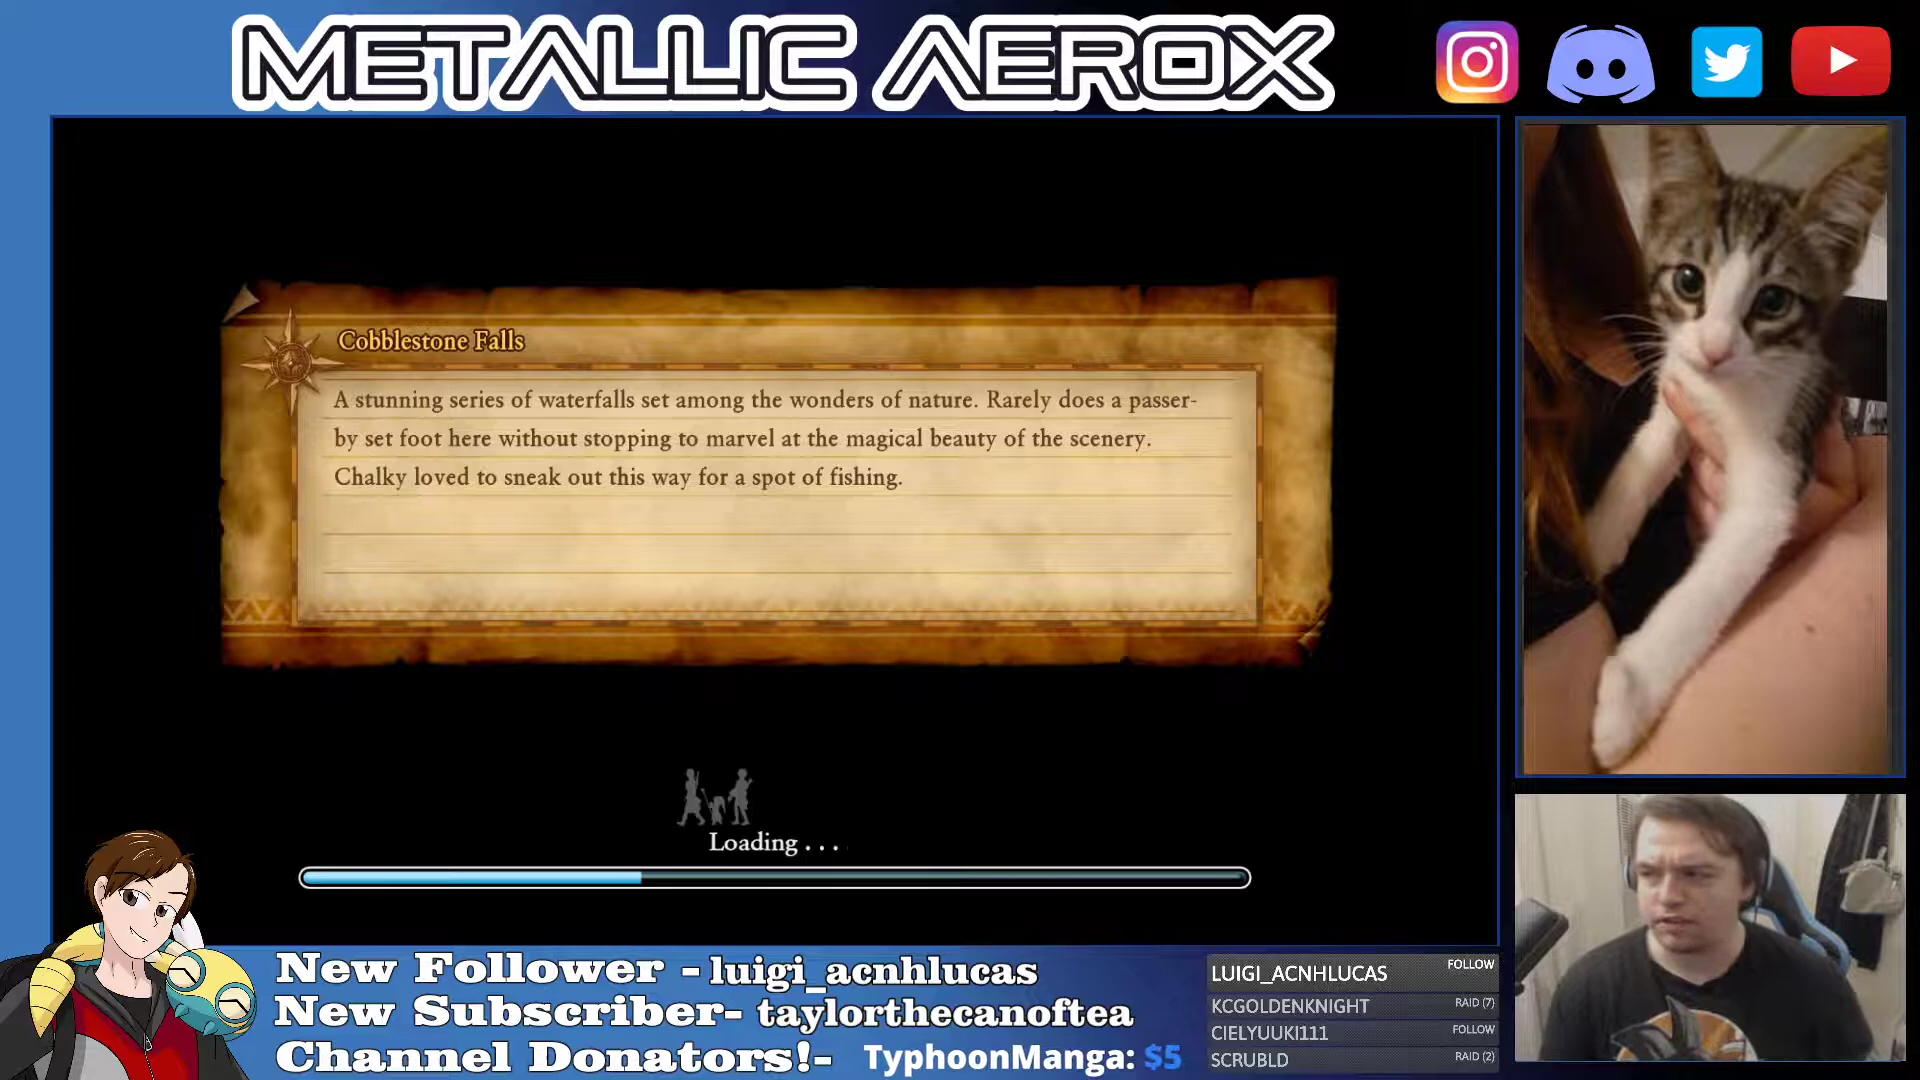 METALLIC AEROX
Cobblestone Falls
A stunning series of waterfalls set among the wonders of nature. Rarely does a passer-
by set foot here without stopping to marvel at the magical beauty of the scenery.
Chalky loved to sneak out this way for a spot of fishing.
Loading . . .
New Follower - luigi_acnhlucas
New Subscriber- taylorthecanoftea
Channel Donators!- TyphoonManga: $5
LUIGI_ACNHLUCAS FOLLOW
KCGOLDENKNIGHT RAID (7)
CIELYUUKI111 FOLLOW
SCRUBLD RAID (2)